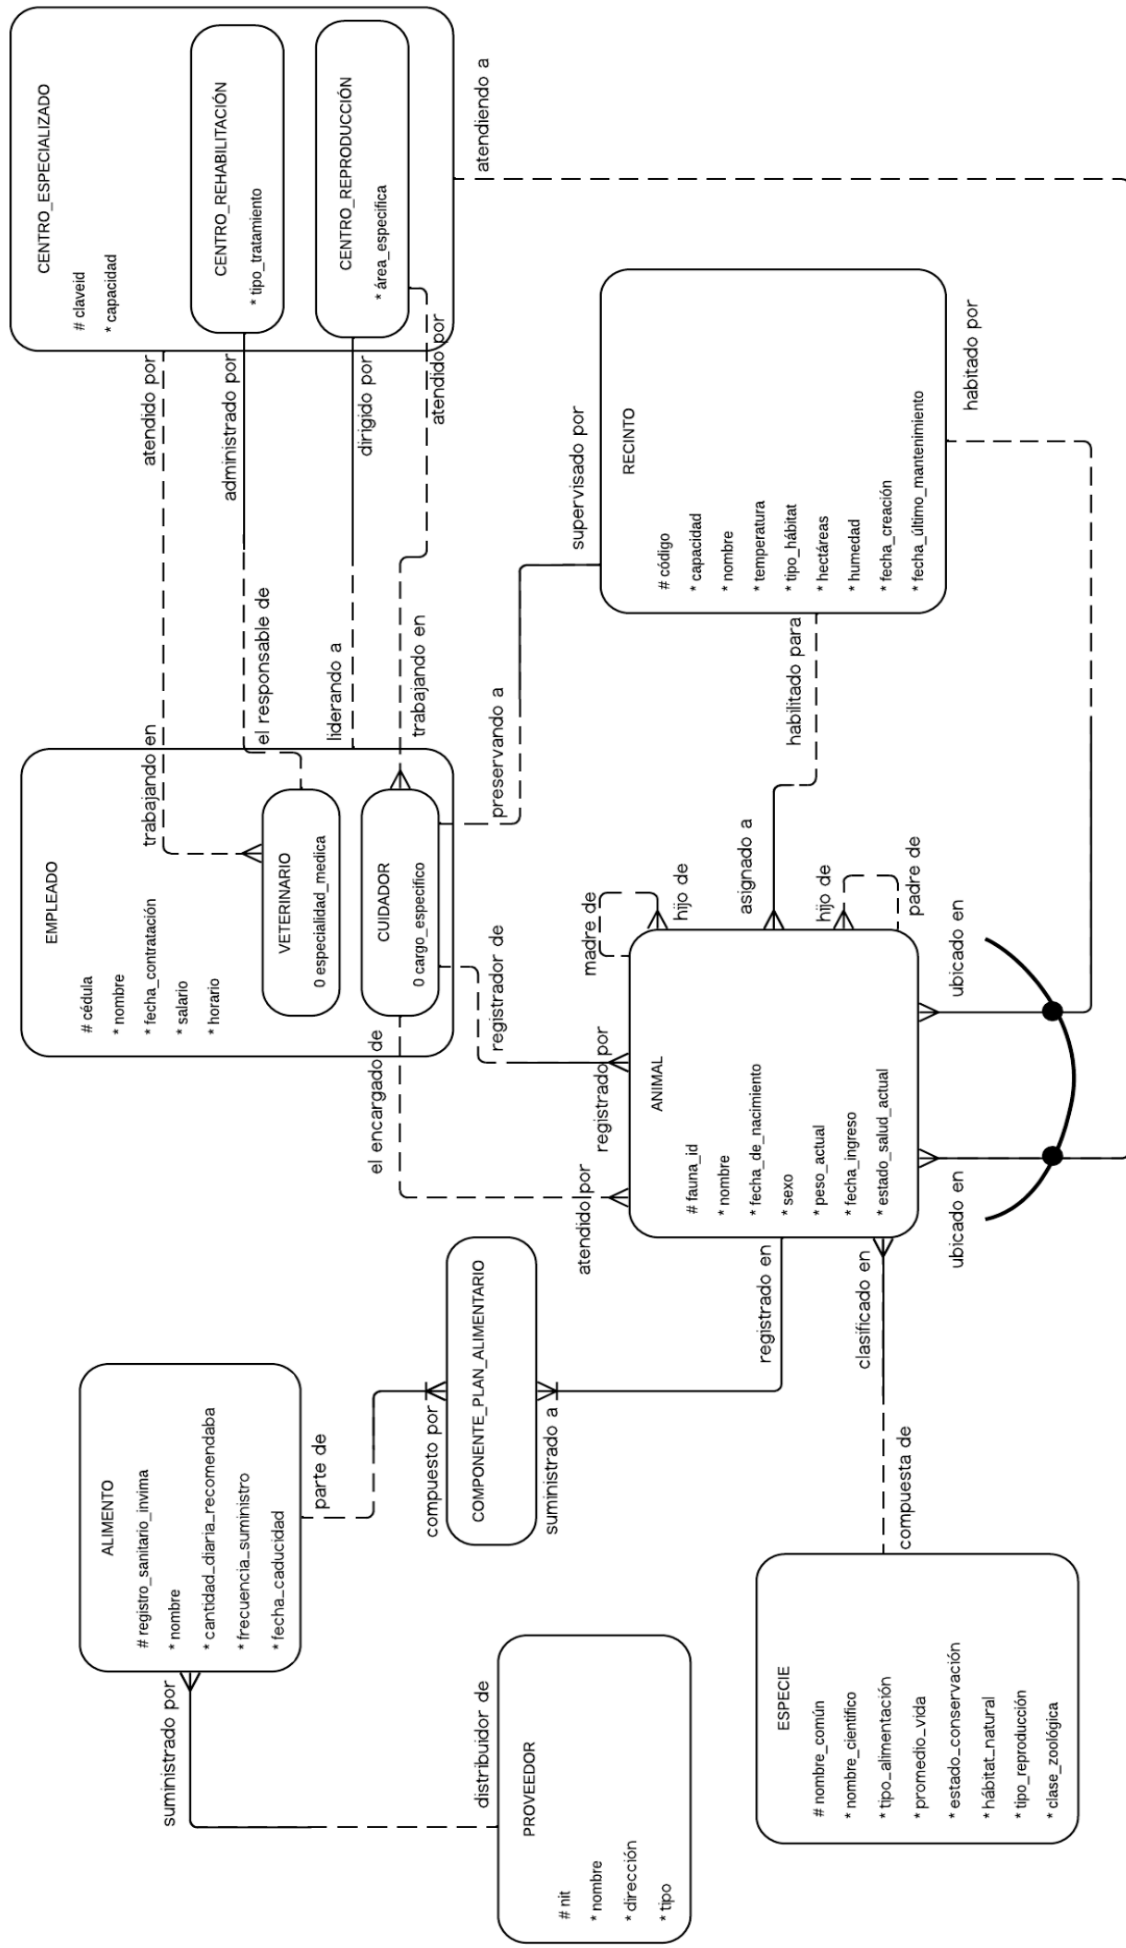 ALIMENTO
# registro_sanitario_invima
* nombre
* cantidad_diaria_recomendaba
* frecuencia_suministro
* fecha_caducidad
suministrado por
parte de
distribuidor de
PROVEEDOR
# nit
* nombre
* dirección
* tipo
compuesto por
COMPONENTE_PLAN_ALIMENTARIO
suministrado a
registrado en
clasificado en
compuesta de
ESPECIE
# nombre_común
* nombre_cientifico
* tipo_alimentación
* promedio_vida
* estado_conservación
* hábitat_natural
* tipo_reproducción
* clase_zoológica
EMPLEADO
# cédula
* nombre
* fecha_contratación
* salario
* horario
VETERINARIO
0 especialidad_medica
CUIDADOR
0 cargo_especifico
trabajando en
el responsable de
liderando a
trabajando en
preservando a
el encargado de
registrador de
atendido por
registrado por
ANIMAL
# fauna_id
* nombre
* fecha_de_nacimiento
* sexo
* peso_actual
* fecha_ingreso
* estado_salud_actual
madre de
hijo de
asignado a
hijo de
padre de
ubicado en
ubicado en
CENTRO_ESPECIALIZADO
# claveid
* capacidad
CENTRO_REHABILITACIÓN
* tipo_tratamiento
CENTRO_REPRODUCCIÓN
* área_especifica
atendido por
administrado por
dirigido por
atendido por
atendiendo a
supervisado por
RECINTO
# código
* capacidad
* nombre
* temperatura
* tipo_hábitat
* hectáreas
* humedad
* fecha_creación
* fecha_último_mantenimiento
habilitado para
habitado por